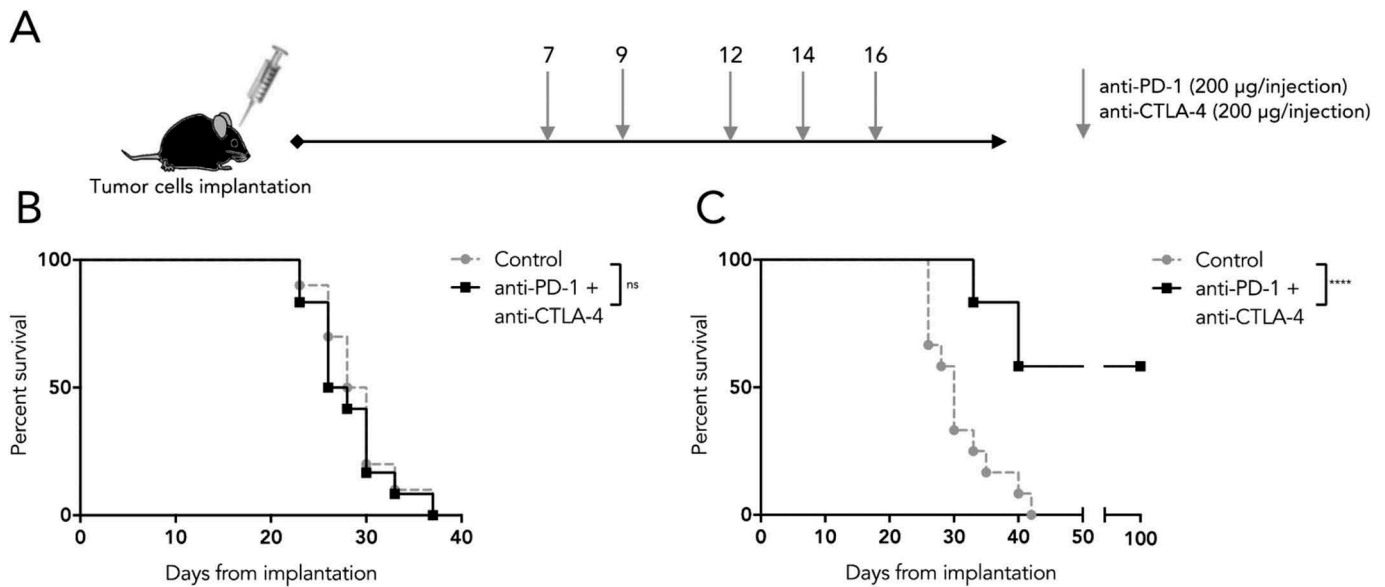 A
7 9 12 14 16
anti-PD-1 (200 µg/injection)
anti-CTLA-4 (200 µg/injection)
Tumor cells implantation
B
Percent survival
100
50
0
0 10 20 30 40
Days from implantation
Control
anti-PD-1 +
anti-CTLA-4
ns
C
Percent survival
100
50
0
0 10 20 30 40 50 100
Days from implantation
Control
anti-PD-1 +
anti-CTLA-4
****